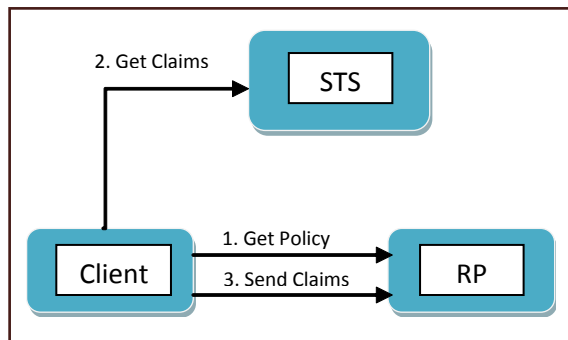 2. Get Claims
STS
1. Get Policy
Client
RP
3. Send Claims